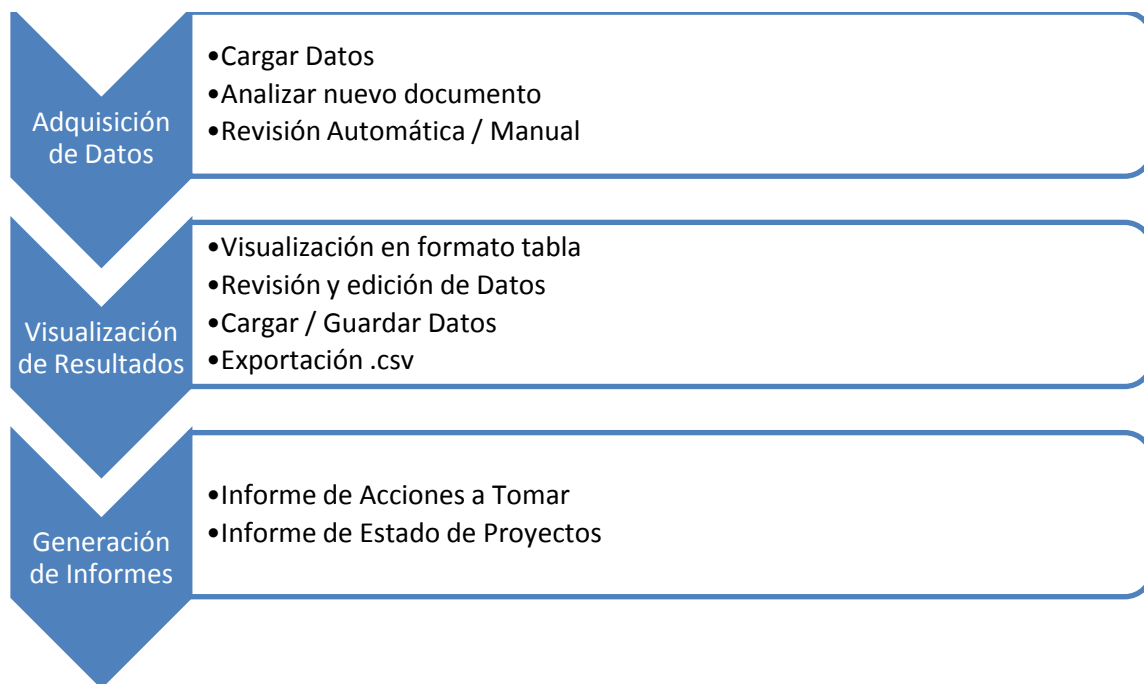 Adquisición
de Datos
•Cargar Datos
•Analizar nuevo documento
•Revisión Automática / Manual
Visualización
de Resultados
•Visualización en formato tabla
•Revisión y edición de Datos
•Cargar / Guardar Datos
•Exportación .csv
Generación
de Informes
•Informe de Acciones a Tomar
•Informe de Estado de Proyectos